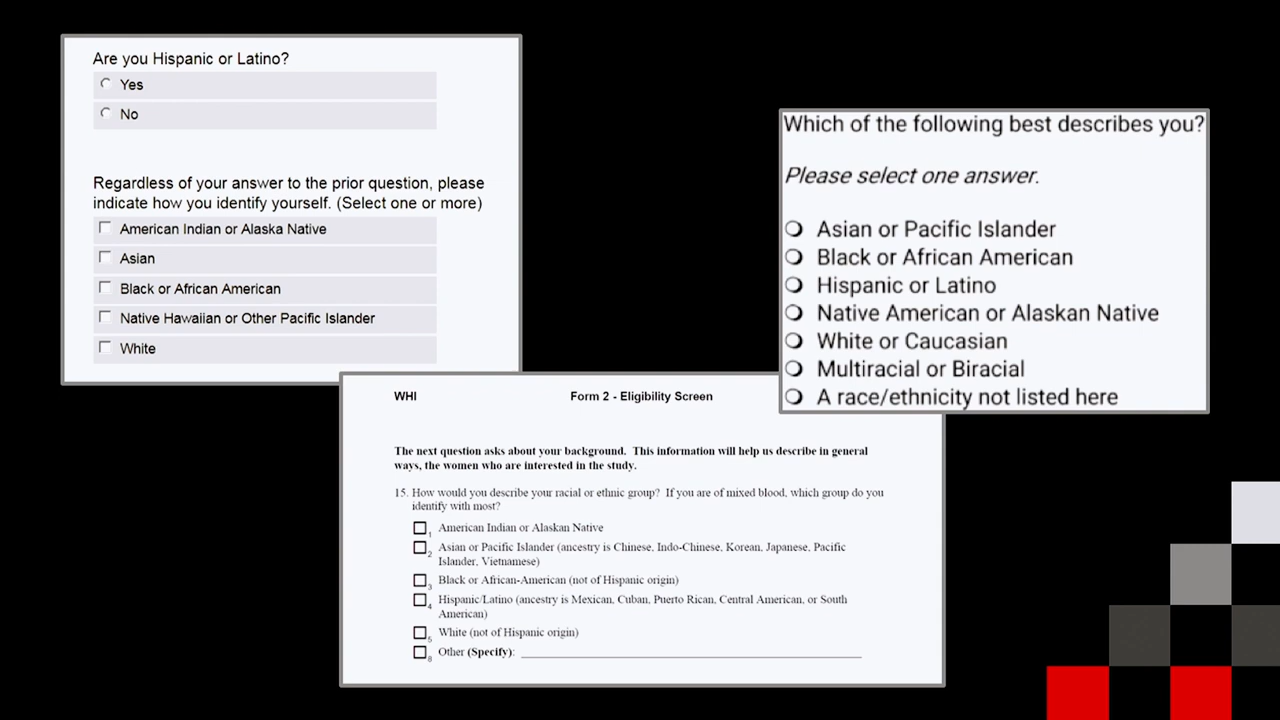 Are you Hispanic or Latino?
Yes
No
Regardless of your answer to the prior question, please
indicate how you identify yourself. (Select one or more)
American Indian or Alaska Native
Asian
Black or African American
Native Hawaiian or Other Pacific Islander
White
Which of the following best describes you?
Please select one answer.
Asian or Pacific Islander
Black or African American
Hispanic or Latino
Native American or Alaskan Native
White or Caucasian
Multiracial or Biracial
A race/ethnicity not listed here
WHI Form 2 - Eligibility Screen
The next question asks about your background. This information will help us describe in general
ways, the women who are interested in the study.
15. How would you describe your racial or ethnic group? If you are of mixed blood, which group do you
identify with most?
1 American Indian or Alaskan Native
2 Asian or Pacific Islander (ancestry is Chinese, Indo-Chinese, Korean, Japanese, Pacific
Islander, Vietnamese)
3 Black or African-American (not of Hispanic origin)
4 Hispanic/Latino (ancestry is Mexican, Cuban, Puerto Rican, Central American, or South
American)
5 White (not of Hispanic origin)
8 Other (Specify):